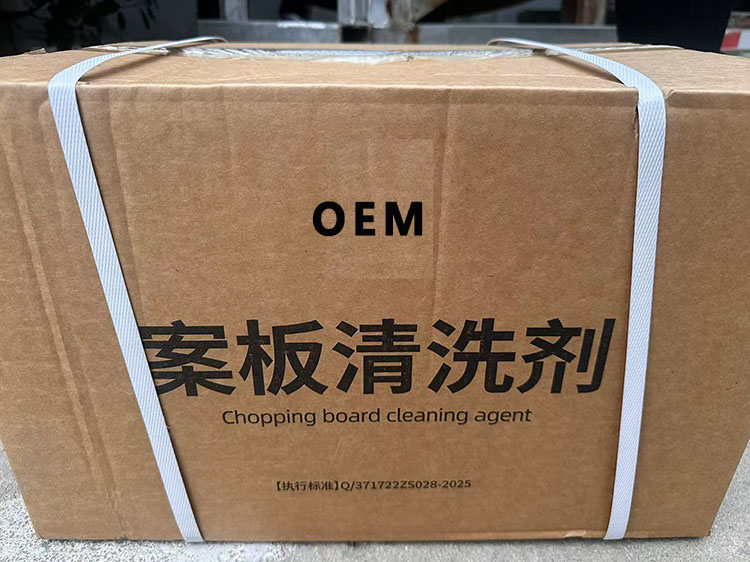 OEM
案板清洗剂
Chopping board cleaning agent
【执行标准】Q/371722ZS028-2025